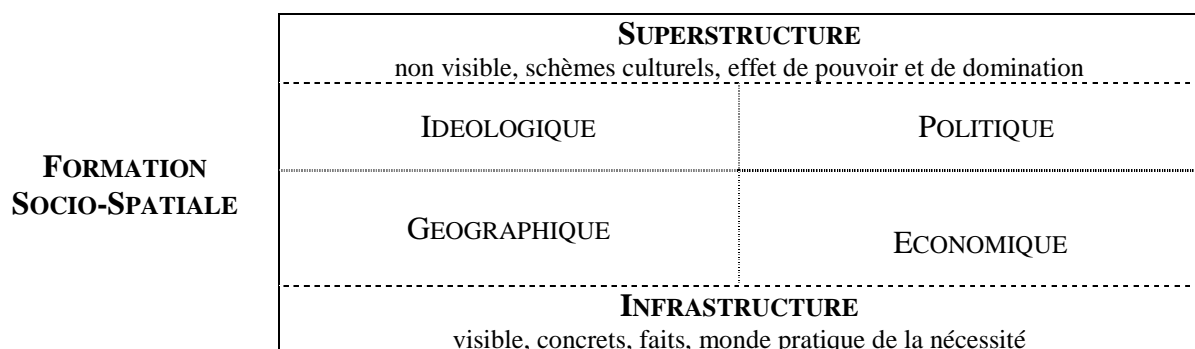 SUPERSTRUCTURE
non visible, schèmes culturels, effet de pouvoir et de domination
IDEOLOGIQUE POLITIQUE
FORMATION
SOCIO-SPATIALE
GEOGRAPHIQUE ECONOMIQUE
INFRASTRUCTURE
visible, concrets, faits, monde pratique de la nécessité